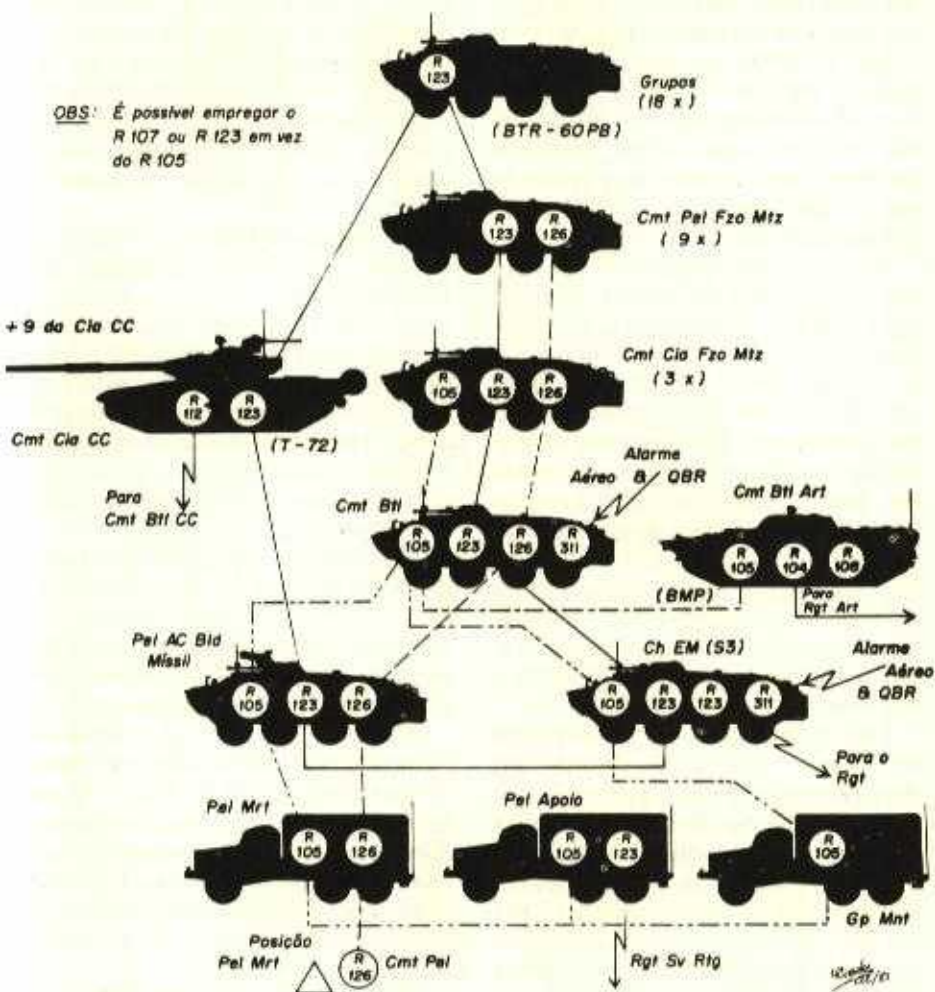 R
123
Grupos
(18 x)
(BTR-60PB)
OBS: É possível empregar o
R 107 ou R 123 em vez
do R 105
R
123
R
126
Cmt Pel Fzo Mtz
(9 x)
+ 9 da Cia CC
R
112
R
123
Cmt Cia CC
(T-72)
Para
Cmt Btl CC
R
105
R
123
R
126
Cmt Cia Fzo Mtz
(3 x)
Alarme
Aéreo & QBR
Cmt Btl
R
105
R
123
R
126
R
311
Cmt Btl Art
R
105
R
104
R
108
(BMP)
Para
Rgt Art
Pel AC Bld
Míssil
R
105
R
123
R
126
Ch EM (S3)
R
105
R
123
R
123
R
311
Alarme
Aéreo
& QBR
Para o
Rgt
Pel Mrt
R
105
R
126
Pel Apoio
R
105
R
123
R
105
Gp Mnt
Posição
Pel Mrt
R
126
Cmt Pel
Rgt Sv Rtg